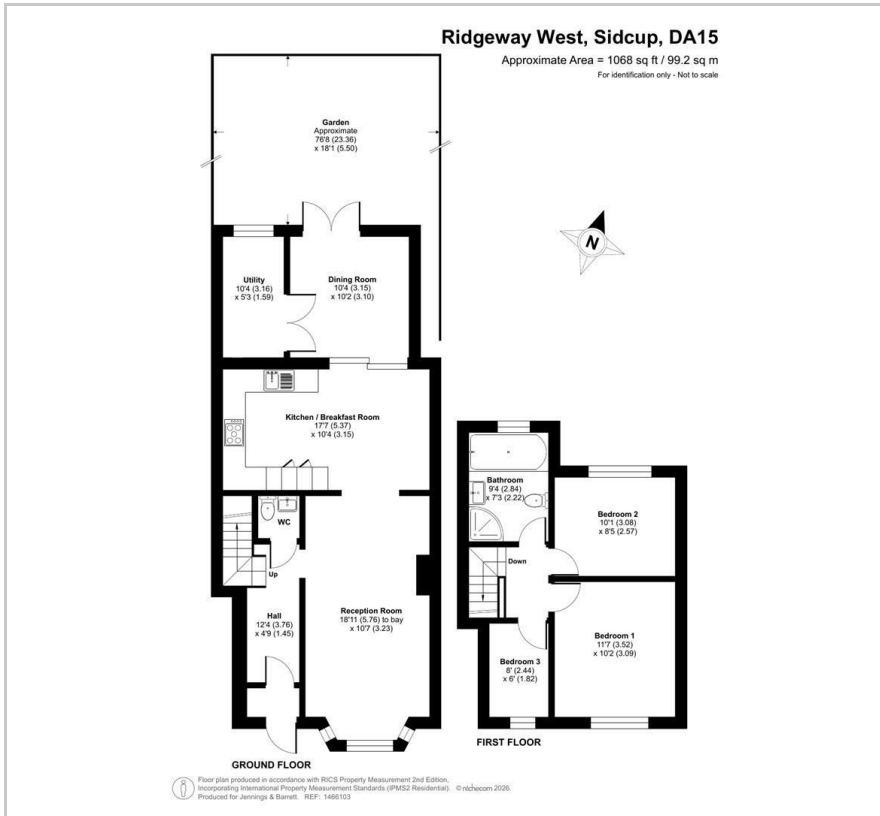 Ridgeway West, Sidcup, DA15
Approximate Area = 1068 sq ft / 99.2 sq m
For identification only - Not to scale
Garden
Approximate
76'8 (23.36)
x 18'1 (5.50)
N
Utility
10'4 (3.16)
x 5'3 (1.59)
Dining Room
10'4 (3.15)
x 10'2 (3.10)
Kitchen / Breakfast Room
17'7 (5.37)
x 10'4 (3.15)
WC
Up
Hall
12'4 (3.76)
x 4'9 (1.45)
Reception Room
18'11 (5.76) to bay
x 10'7 (3.23)
GROUND FLOOR
Bathroom
9'4 (2.84)
x 7'3 (2.22)
Bedroom 2
10'1 (3.08)
x 8'5 (2.57)
Down
Bedroom 1
11'7 (3.52)
x 10'2 (3.09)
Bedroom 3
8' (2.44)
x 6' (1.82)
FIRST FLOOR
Floor plan produced in accordance with RICS Property Measurement 2nd Edition,
Incorporating International Property Measurement Standards (IPMS2 Residential). © nichecom 2026.
Produced for Jennings & Barrett. REF: 1466103